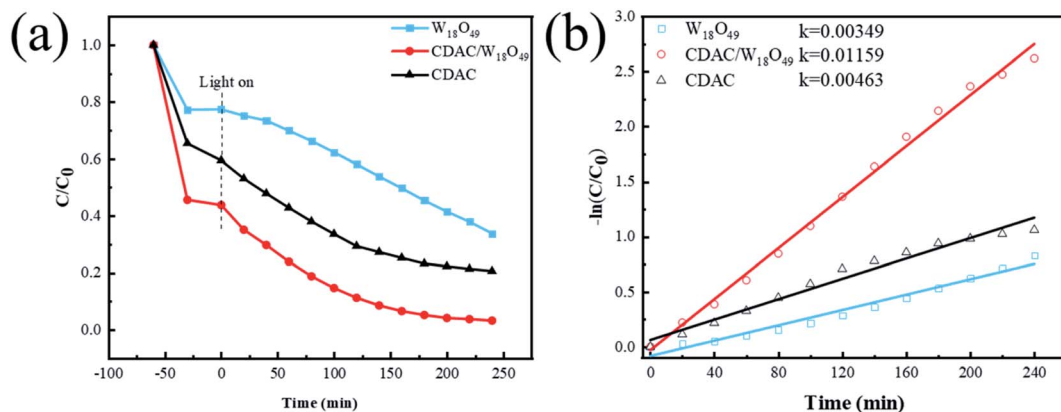 (a)
W₁₈O₄₉
CDAC/W₁₈O₄₉
CDAC
Light on
C/C₀
1.0
0.8
0.6
0.4
0.2
0.0
-100 -50 0 50 100 150 200 250
Time (min)
(b)
W₁₈O₄₉ k=0.00349
CDAC/W₁₈O₄₉ k=0.01159
CDAC k=0.00463
-ln(C/C₀)
3.0
2.5
2.0
1.5
1.0
0.5
0.0
0 40 80 120 160 200 240
Time (min)